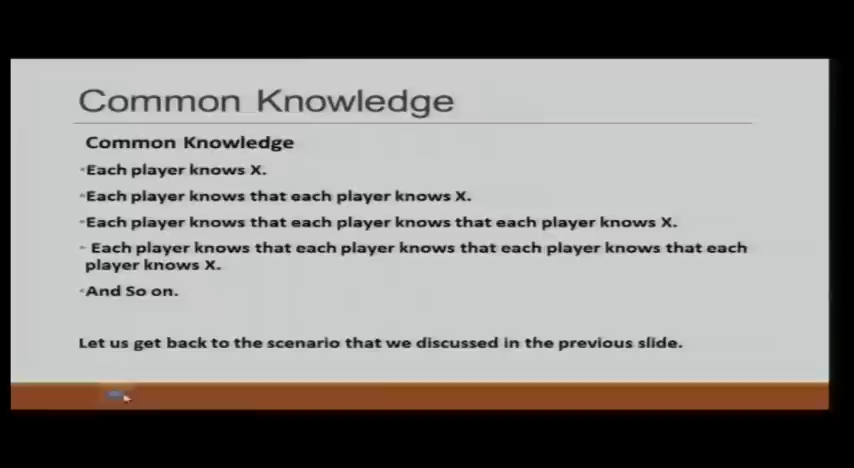 Common Knowledge
Common Knowledge
Each player knows X.
Each player knows that each player knows X.
Each player knows that each player knows that each player knows X.
Each player knows that each player knows that each player knows that each
player knows X.
And So on.
Let us get back to the scenario that we discussed in the previous slide.